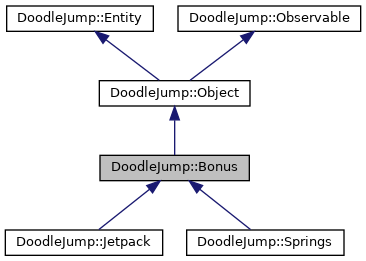 DoodleJump::Entity
DoodleJump::Observable
DoodleJump::Object
DoodleJump::Bonus
DoodleJump::Jetpack
DoodleJump::Springs